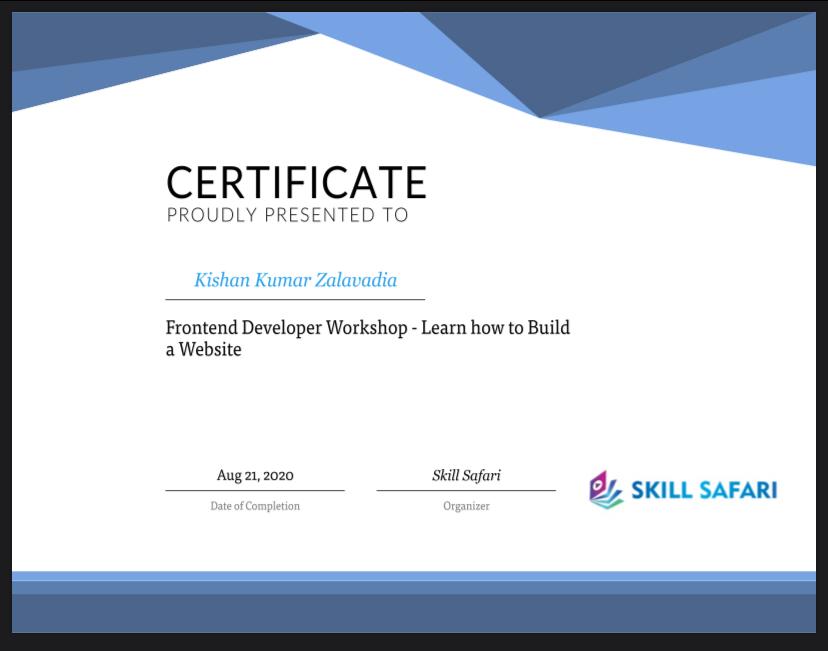 CERTIFICATE
PROUDLY PRESENTED TO
Kishan Kumar Zalavadia
Frontend Developer Workshop - Learn how to Build
a Website
Aug 21, 2020
Date of Completion
Skill Safari
Organizer
SKILL SAFARI